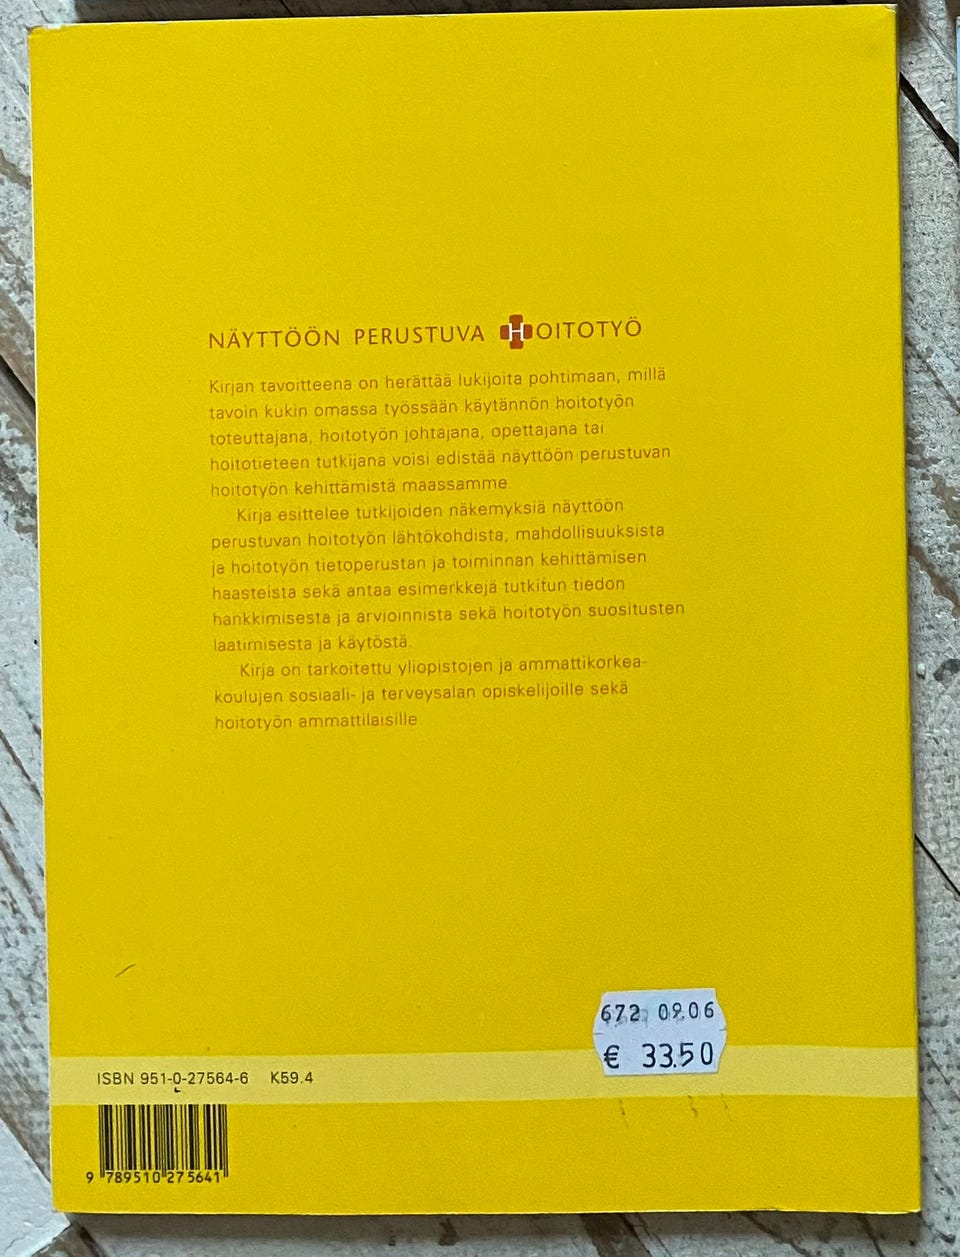 NÄYTTÖÖN PERUSTUVA HOITOTYÖ
Kirjan tavoitteena on herättää lukijoita pohtimaan, millä
tavoin kukin omassa työssään käytännön hoitotyön
toteuttajana, hoitotyön johtajana, opettajana tai
hoitotieteen tutkijana voisi edistää näyttöön perustuvan
hoitotyön kehittämistä maassamme.
Kirja esittelee tutkijoiden näkemyksiä näyttöön
perustuvan hoitotyön lähtökohdista, mahdollisuuksista
ja hoitotyön tietoperustan ja toiminnan kehittämisen
haasteista sekä antaa esimerkkejä tutkitun tiedon
hankkimisesta ja arvioinnista sekä hoitotyön suositusten
laatimisesta ja käytöstä.
Kirja on tarkoitettu yliopistojen ja ammattikorkea-
koulujen sosiaali- ja terveysalan opiskelijoille sekä
hoitotyön ammattilaisille.
672 09.06
€ 33.50
ISBN 951-0-27564-6 K59.4
9 789510 275641